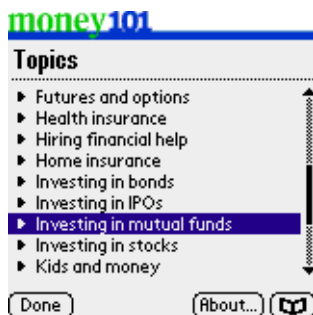 money101
Topics
Futures and options
Health insurance
Hiring financial help
Home insurance
Investing in bonds
Investing in IPOs
Investing in mutual funds
Investing in stocks
Kids and money
Done About...